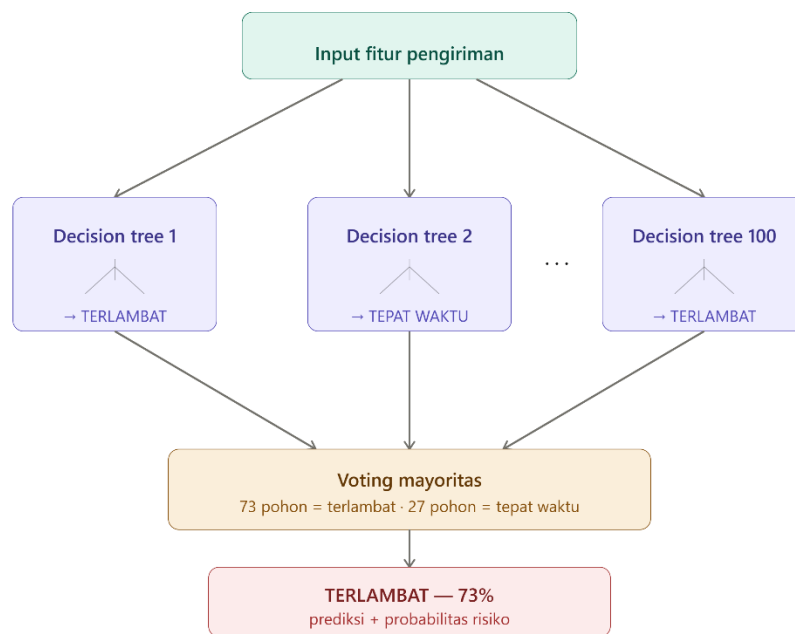 Input fitur pengiriman
Decision tree 1
→ TERLAMBAT
Decision tree 2
→ TEPAT WAKTU
...
Decision tree 100
→ TERLAMBAT
Voting mayoritas
73 pohon = terlambat · 27 pohon = tepat waktu
TERLAMBAT — 73%
prediksi + probabilitas risiko